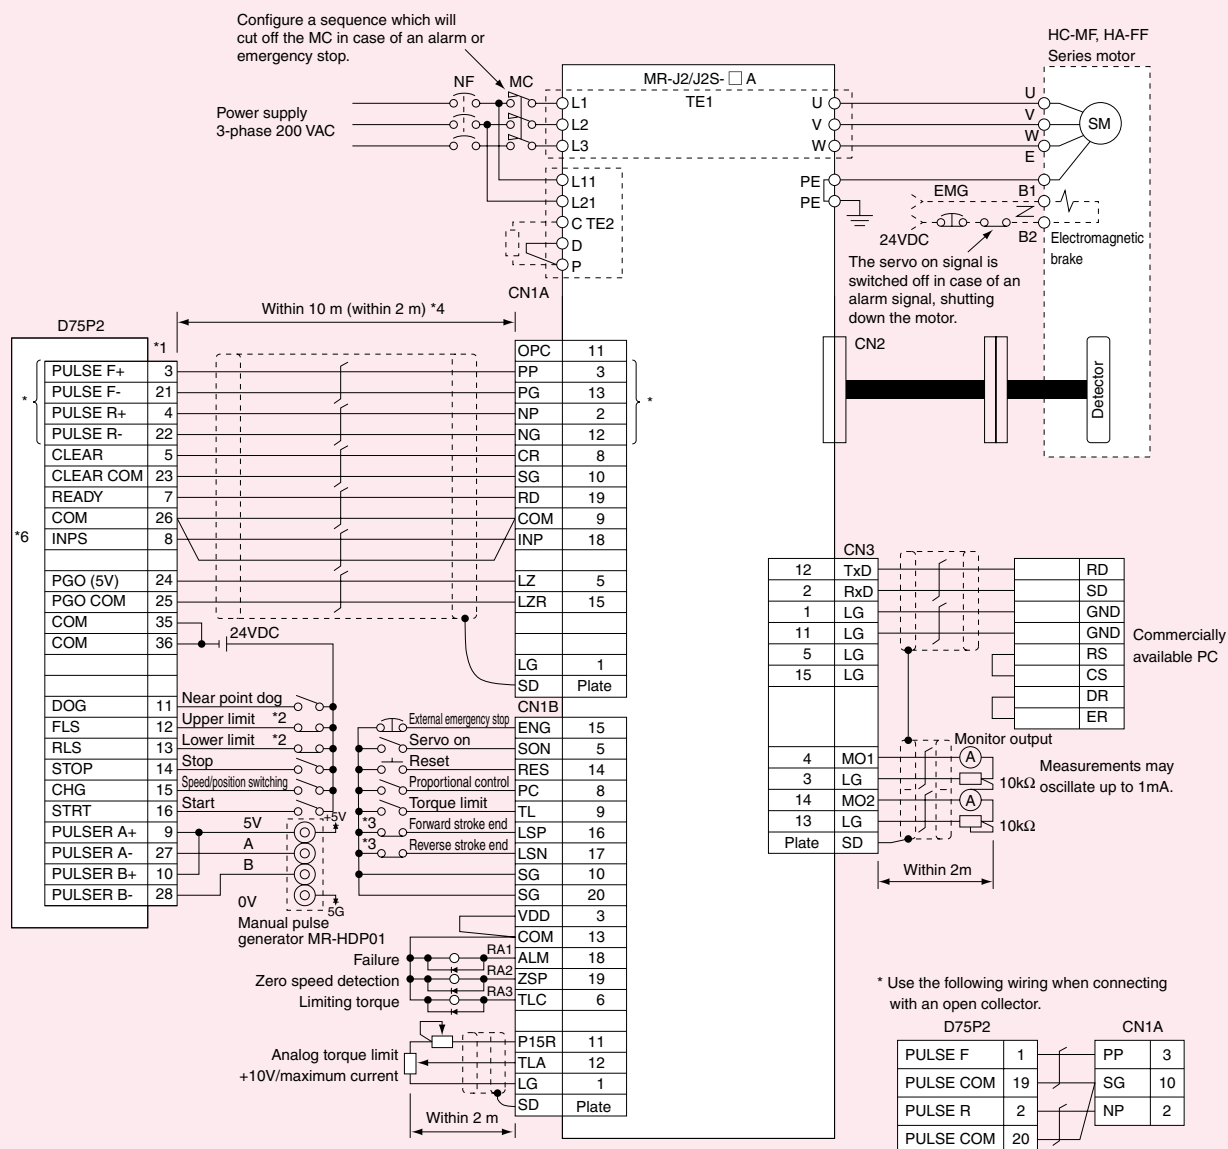 Configure a sequence which will
cut off the MC in case of an alarm or
emergency stop.
HC-MF, HA-FF
Series motor
NF MC
MR-J2/J2S- □ A
TE1
Power supply
3-phase 200 VAC
L1 U U
L2 V V SM
L3 W W
E
L11 PE
L21 PE
EMG B1
C TE2
24VDC B2
D
P
Electromagnetic
brake
The servo on signal is
switched off in case of an
alarm signal, shutting
down the motor.
CN1A
Within 10 m (within 2 m) *4
D75P2
*1
CN2
Detector
OPC 11
PULSE F+ 3 PP 3
PULSE F- 21 PG 13
* *
PULSE R+ 4 NP 2
PULSE R- 22 NG 12
CLEAR 5 CR 8
CLEAR COM 23 SG 10
READY 7 RD 19
COM 26 COM 9
*6 INPS 8 INP 18
PGO (5V) 24 LZ 5
PGO COM 25 LZR 15
COM 35
COM 36 24VDC
LG 1
SD Plate
CN1B
DOG 11 Near point dog
FLS 12 Upper limit *2
RLS 13 Lower limit *2
STOP 14 Stop
CHG 15 Speed/position switching
STRT 16 Start
PULSER A+ 9 5V +5V
PULSER A- 27 A
PULSER B+ 10 B
PULSER B- 28 0V 5G
Manual pulse
generator MR-HDP01
External emergency stop ENG 15
Servo on SON 5
Reset RES 14
Proportional control PC 8
Torque limit TL 9
*3 Forward stroke end LSP 16
*3 Reverse stroke end LSN 17
SG 10
SG 20
VDD 3
COM 13
Failure RA1 ALM 18
Zero speed detection RA2 ZSP 19
Limiting torque RA3 TLC 6
P15R 11
Analog torque limit
+10V/maximum current
TLA 12
LG 1
SD Plate
Within 2 m
CN3
12 TxD RD
2 RxD SD
1 LG GND
11 LG GND
5 LG RS
15 LG CS
DR
ER
Commercially
available PC
Monitor output
4 MO1 A
3 LG 10kΩ
14 MO2 A
13 LG 10kΩ
Plate SD
Measurements may
oscillate up to 1mA.
Within 2m
* Use the following wiring when connecting
with an open collector.
D75P2 CN1A
PULSE F 1 PP 3
PULSE COM 19 SG 10
PULSE R 2 NP 2
PULSE COM 20